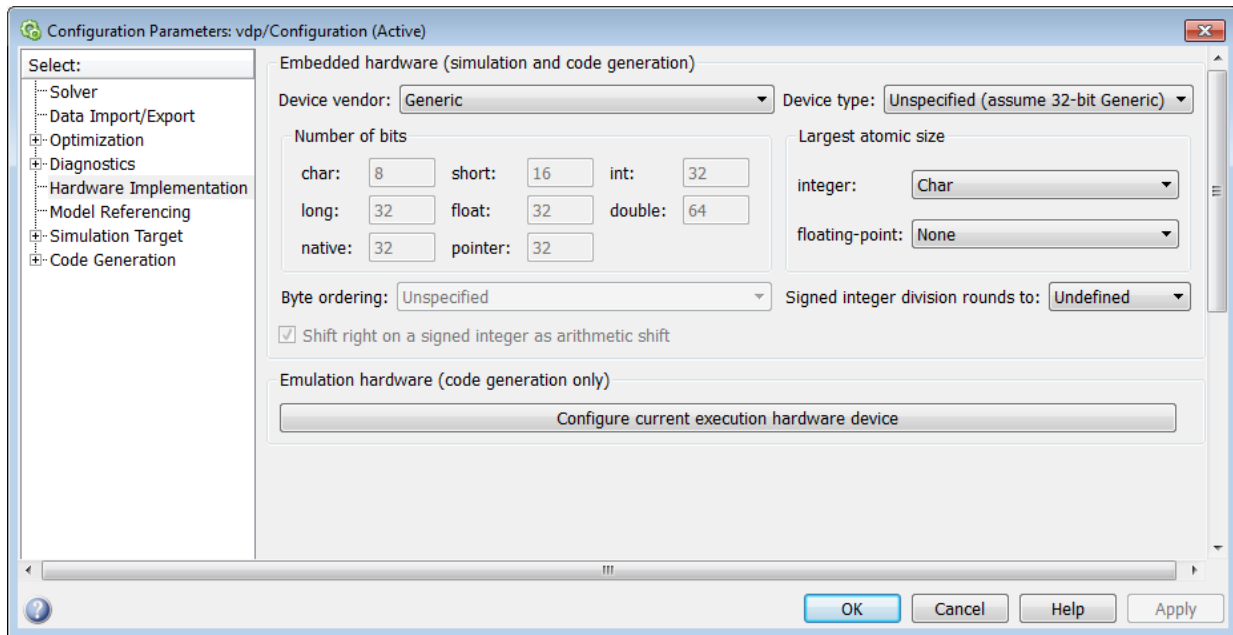 Configuration Parameters: vdp/Configuration (Active)
Select:
Solver
Data Import/Export
Optimization
Diagnostics
Hardware Implementation
Model Referencing
Simulation Target
Code Generation
Embedded hardware (simulation and code generation)
Device vendor: Generic Device type: Unspecified (assume 32-bit Generic)
Number of bits
char: 8 short: 16 int: 32
long: 32 float: 32 double: 64
native: 32 pointer: 32
Largest atomic size
integer: Char
floating-point: None
Byte ordering: Unspecified Signed integer division rounds to: Undefined
Shift right on a signed integer as arithmetic shift
Emulation hardware (code generation only)
Configure current execution hardware device
OK Cancel Help Apply